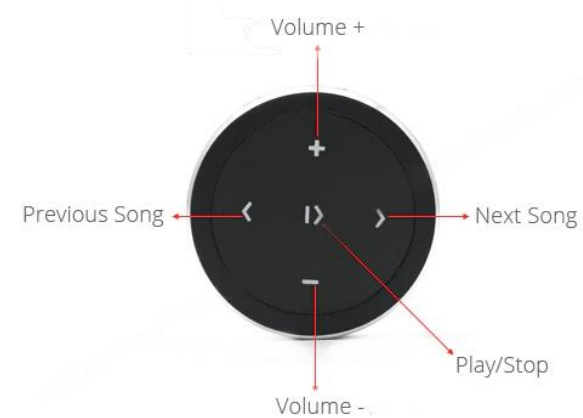 Volume +
Previous Song
Next Song
Play/Stop
Volume -